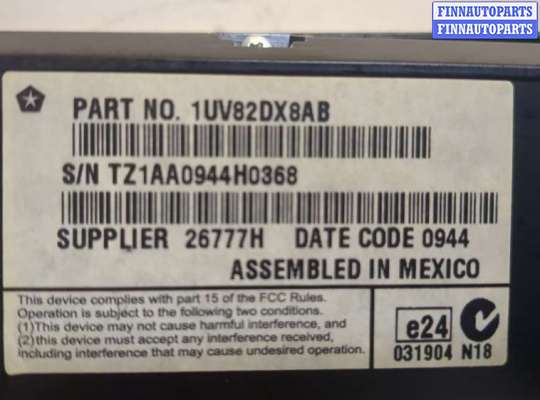 FINNAUTOPARTS
FINNAUTOPARTS
PART NO. 1UV82DX8AB
S/N TZ1AA0944H0368
SUPPLIER 26777H DATE CODE 0944
ASSEMBLED IN MEXICO
This device complies with part 15 of the FCC Rules.
Operation is subject to the following two conditions.
(1)This device may not cause harmful interference, and
(2)this device must accept any interference received,
including interference that may cause undesired operation.
e24
031904 N18